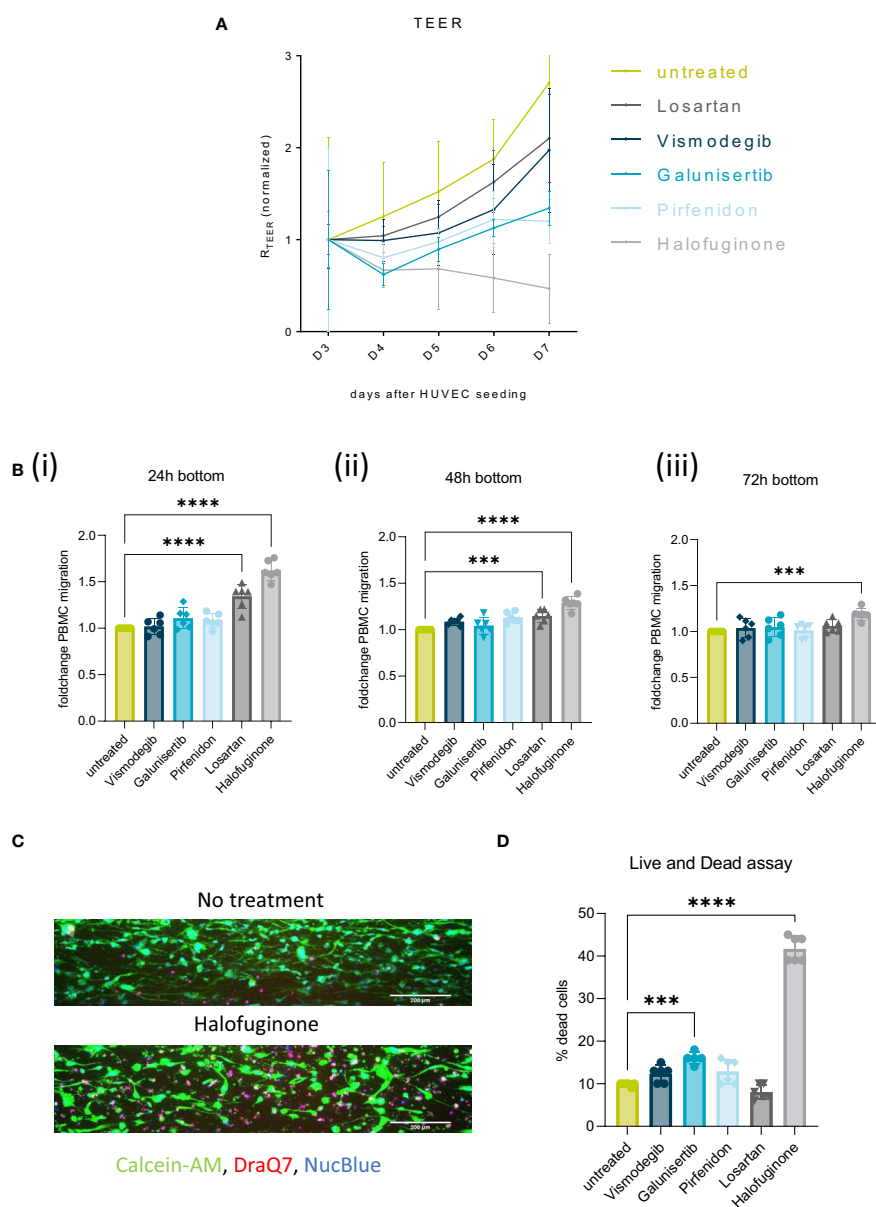 A
TEER
3
2
1
0
R_TEER (normalized)
D3
D4
D5
D6
D7
days after HUVEC seeding
untreated
Losartan
Vismodegib
Galunisertib
Pirfenidon
Halofuginone
B (i)
24h bottom
****
****
2.0
1.5
1.0
0.5
0.0
foldchange PBMC migration
untreated
Vismodegib
Galunisertib
Pirfenidon
Losartan
Halofuginone
(ii)
48h bottom
****
***
2.0
1.5
1.0
0.5
0.0
foldchange PBMC migration
untreated
Vismodegib
Galunisertib
Pirfenidon
Losartan
Halofuginone
(iii)
72h bottom
***
2.0
1.5
1.0
0.5
0.0
foldchange PBMC migration
untreated
Vismodegib
Galunisertib
Pirfenidon
Losartan
Halofuginone
C
No treatment
200 µm
Halofuginone
200 µm
Calcein-AM, DraQ7, NucBlue
D
Live and Dead assay
****
***
50
40
30
20
10
0
% dead cells
untreated
Vismodegib
Galunisertib
Pirfenidon
Losartan
Halofuginone